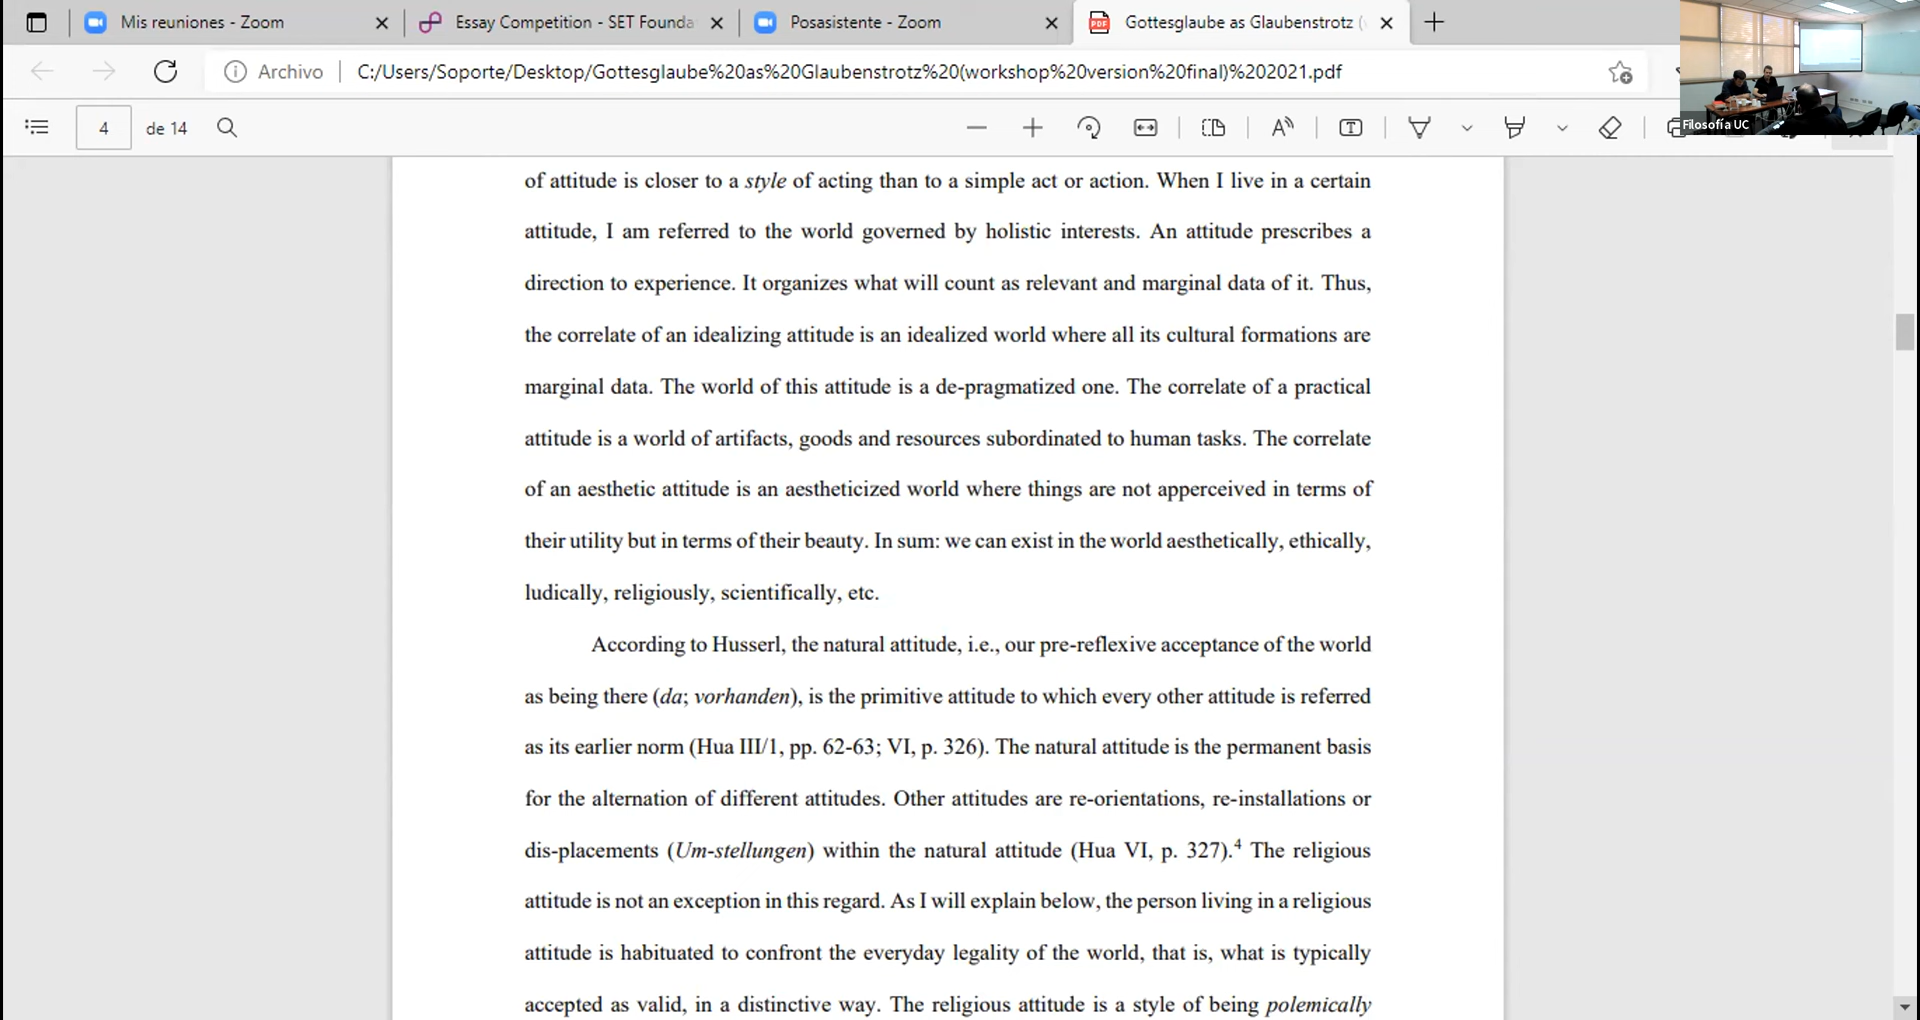 Mis reuniones - Zoom
Essay Competition - SET Founda
Posasistente - Zoom
Gottesglaube as Glaubenstrotz (
Archivo
C:/Users/Soporte/Desktop/Gottesglaube%20as%20Glaubenstrotz%20(workshop%20version%20final)%202021.pdf
4 de 14
Filosofía UC
of attitude is closer to a style of acting than to a simple act or action. When I live in a certain
attitude, I am referred to the world governed by holistic interests. An attitude prescribes a
direction to experience. It organizes what will count as relevant and marginal data of it. Thus,
the correlate of an idealizing attitude is an idealized world where all its cultural formations are
marginal data. The world of this attitude is a de-pragmatized one. The correlate of a practical
attitude is a world of artifacts, goods and resources subordinated to human tasks. The correlate
of an aesthetic attitude is an aestheticized world where things are not apperceived in terms of
their utility but in terms of their beauty. In sum: we can exist in the world aesthetically, ethically,
ludically, religiously, scientifically, etc.
According to Husserl, the natural attitude, i.e., our pre-reflexive acceptance of the world
as being there (da; vorhanden), is the primitive attitude to which every other attitude is referred
as its earlier norm (Hua III/1, pp. 62-63; VI, p. 326). The natural attitude is the permanent basis
for the alternation of different attitudes. Other attitudes are re-orientations, re-installations or
dis-placements (Um-stellungen) within the natural attitude (Hua VI, p. 327).4 The religious
attitude is not an exception in this regard. As I will explain below, the person living in a religious
attitude is habituated to confront the everyday legality of the world, that is, what is typically
accepted as valid, in a distinctive way. The religious attitude is a style of being polemically